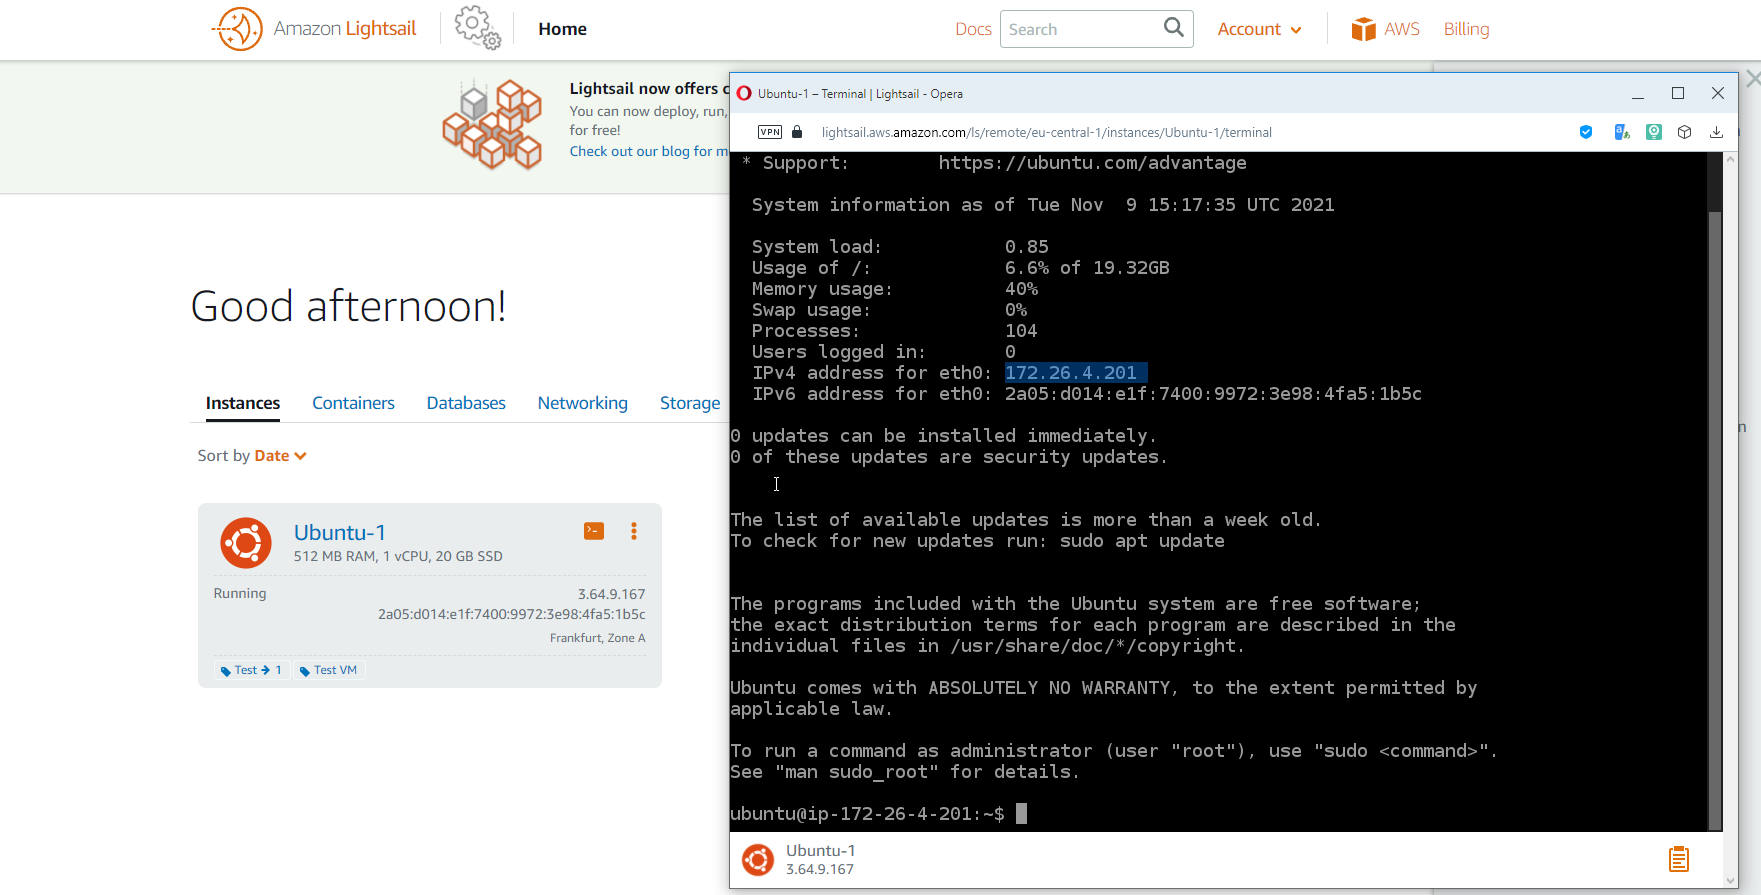 Amazon Lightsail
Home
Docs
Search
Account
AWS
Billing
Lightsail now offers c
You can now deploy, run,
for free!
Check out our blog for m
Good afternoon!
Instances
Containers
Databases
Networking
Storage
Sort by Date
Ubuntu-1
512 MB RAM, 1 vCPU, 20 GB SSD
Running
3.64.9.167
2a05:d014:e1f:7400:9972:3e98:4fa5:1b5c
Frankfurt, Zone A
Test → 1
Test VM
Ubuntu-1 – Terminal | Lightsail - Opera
VPN
lightsail.aws.amazon.com/ls/remote/eu-central-1/instances/Ubuntu-1/terminal
* Support: https://ubuntu.com/advantage
System information as of Tue Nov 9 15:17:35 UTC 2021
System load: 0.85
Usage of /: 6.6% of 19.32GB
Memory usage: 40%
Swap usage: 0%
Processes: 104
Users logged in: 0
IPv4 address for eth0: 172.26.4.201
IPv6 address for eth0: 2a05:d014:e1f:7400:9972:3e98:4fa5:1b5c
0 updates can be installed immediately.
0 of these updates are security updates.
The list of available updates is more than a week old.
To check for new updates run: sudo apt update
The programs included with the Ubuntu system are free software;
the exact distribution terms for each program are described in the
individual files in /usr/share/doc/*/copyright.
Ubuntu comes with ABSOLUTELY NO WARRANTY, to the extent permitted by
applicable law.
To run a command as administrator (user "root"), use "sudo <command>".
See "man sudo_root" for details.
ubuntu@ip-172-26-4-201:~$
Ubuntu-1
3.64.9.167